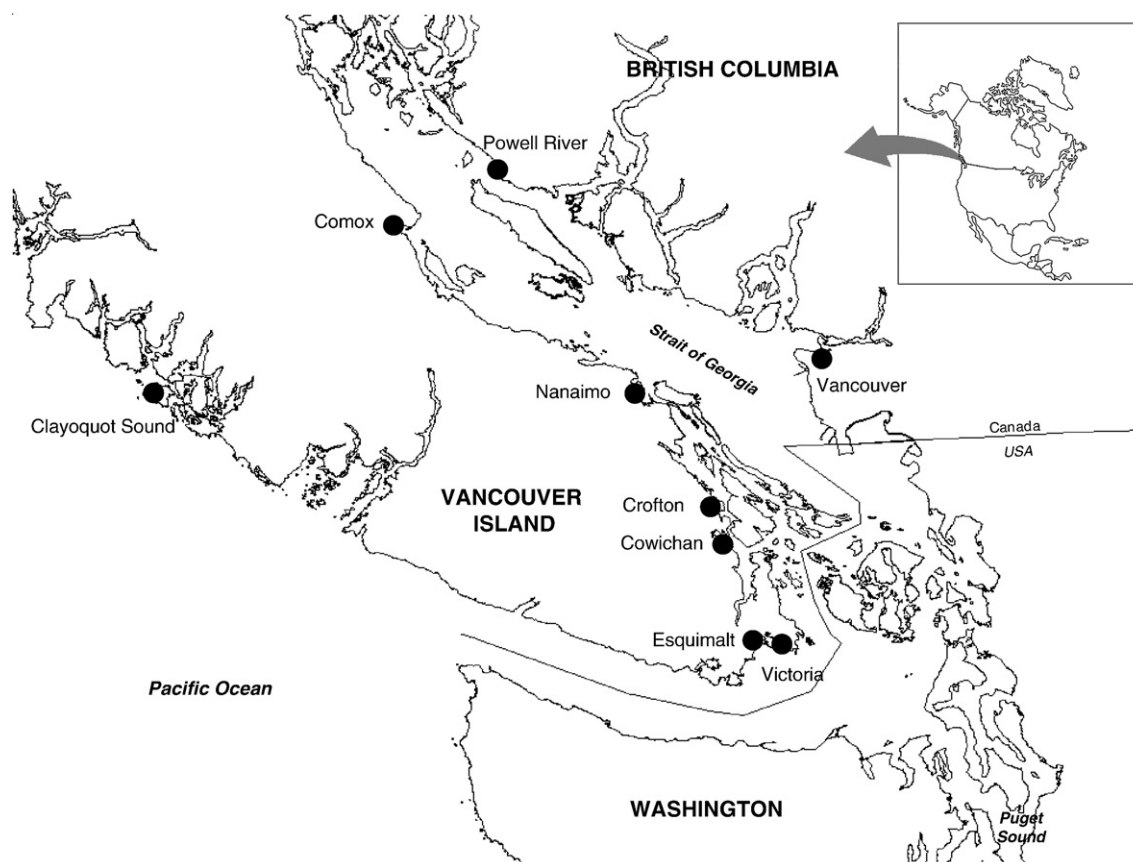 BRITISH COLUMBIA
Powell River
Comox
Strait of Georgia
Vancouver
Nanaimo
Clayoquot Sound
Canada
USA
VANCOUVER
ISLAND
Crofton
Cowichan
Esquimalt
Victoria
Pacific Ocean
WASHINGTON
Puget
Sound